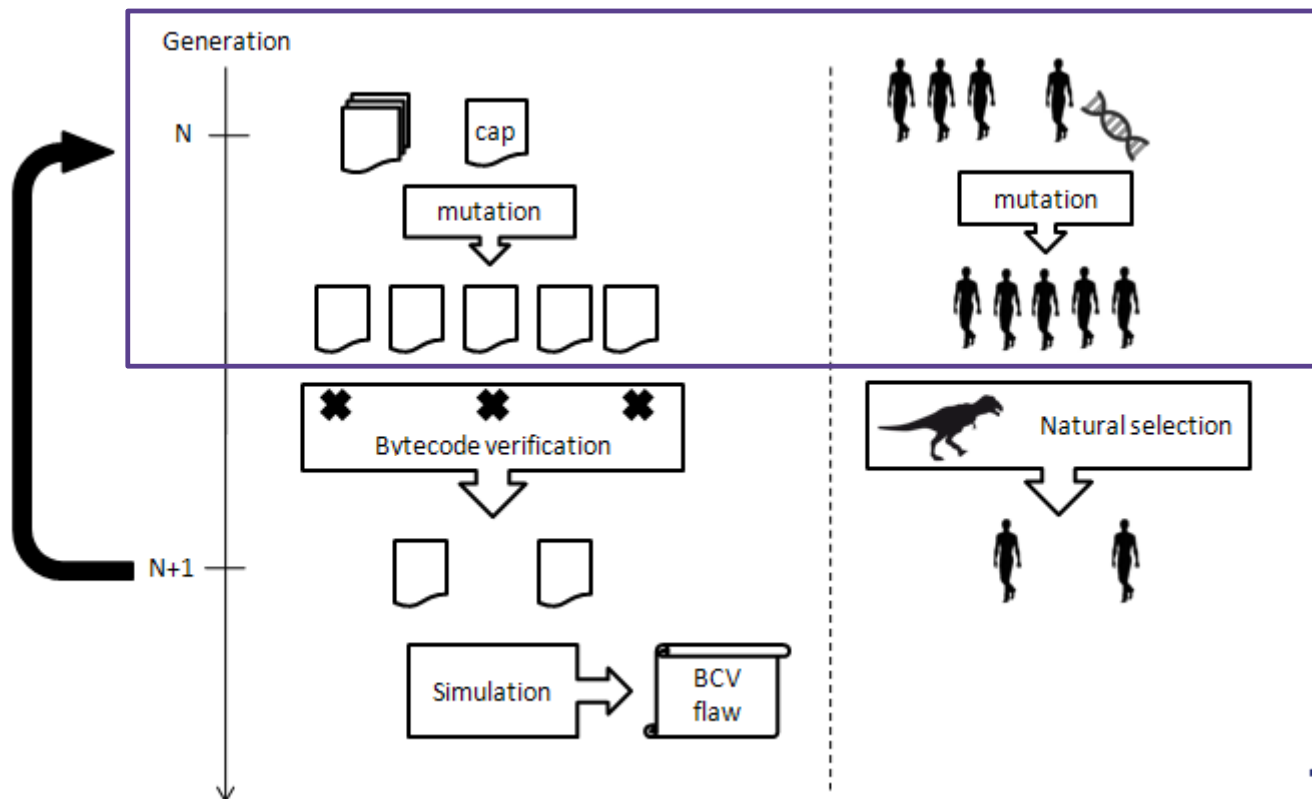 Generation
N
cap
mutation
mutation
Bytecode verification
Natural selection
N+1
Simulation
BCV
flaw